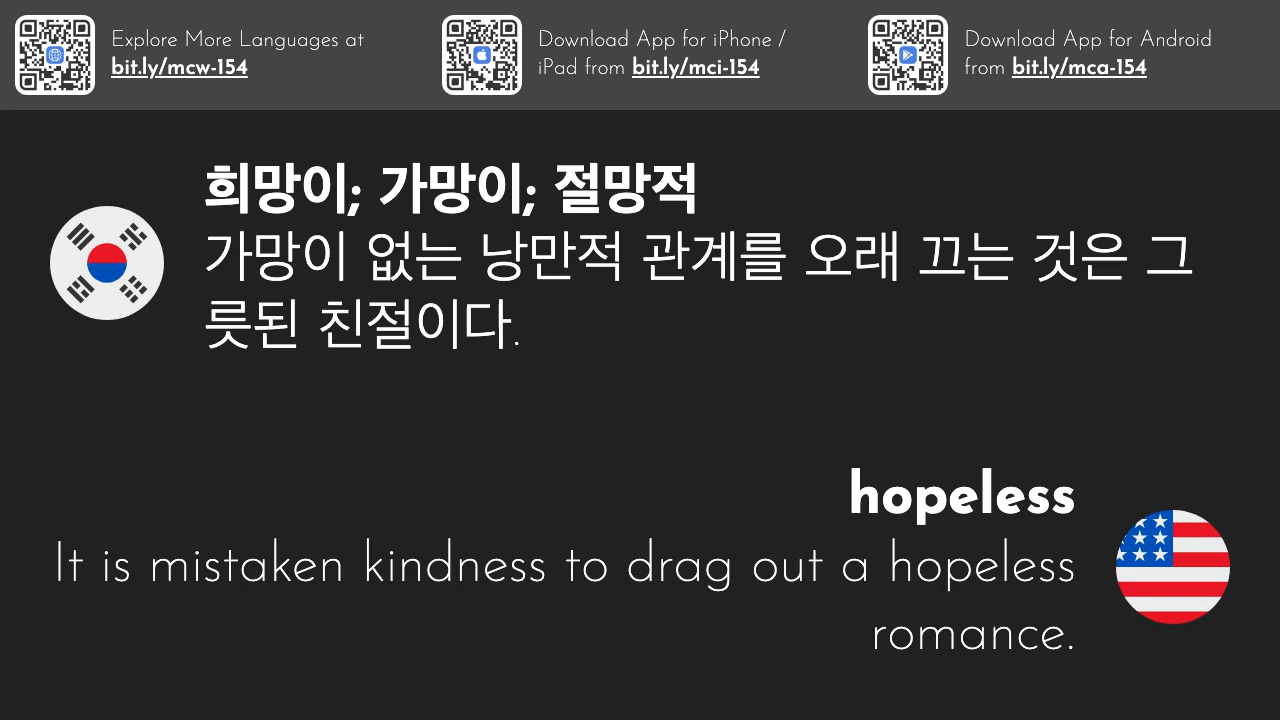 Explore More Languages at
bit.ly/mcw-154
Download App for iPhone /
iPad from bit.ly/mci-154
Download App for Android
from bit.ly/mca-154
희망이; 가망이; 절망적
가망이 없는 낭만적 관계를 오래 끄는 것은 그
릇된 친절이다.
hopeless
It is mistaken kindness to drag out a hopeless
romance.